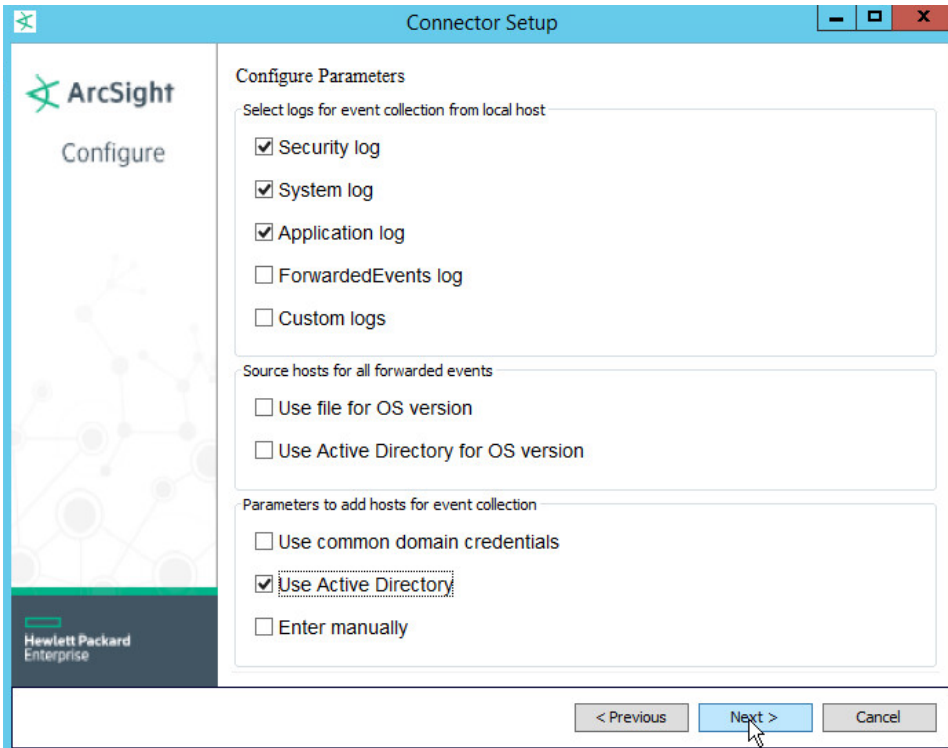 Connector Setup
ArcSight
Configure
Configure Parameters
Select logs for event collection from local host
Security log
System log
Application log
ForwardedEvents log
Custom logs
Source hosts for all forwarded events
Use file for OS version
Use Active Directory for OS version
Parameters to add hosts for event collection
Use common domain credentials
Use Active Directory
Enter manually
Hewlett Packard
Enterprise
< Previous
Next >
Cancel